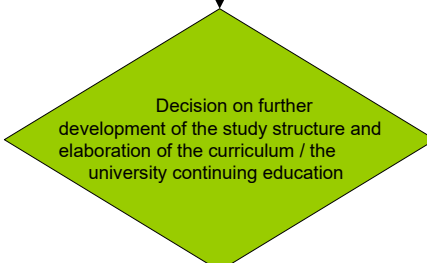 Decision on further
development of the study structure and
elaboration of the curriculum / the
university continuing education